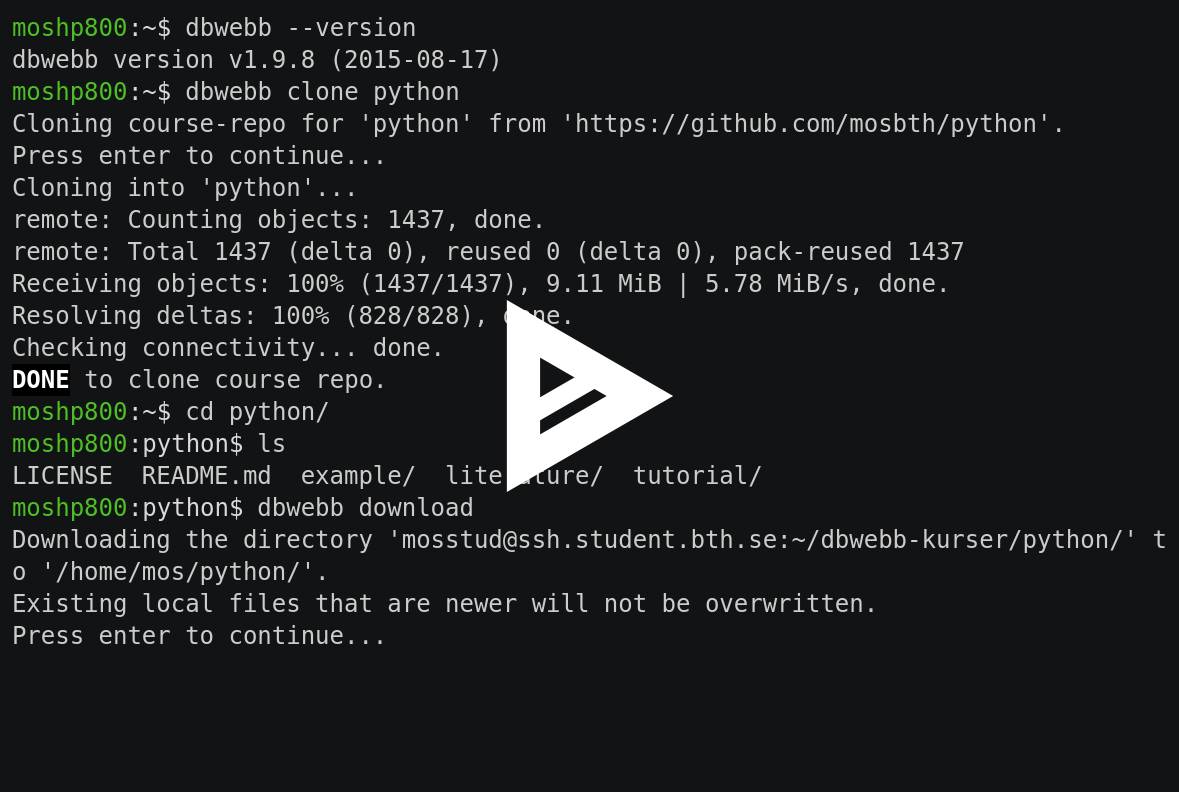 moshp800:~$ dbwebb --version
dbwebb version v1.9.8 (2015-08-17)
moshp800:~$ dbwebb clone python
Cloning course-repo for 'python' from 'https://github.com/mosbth/python'.
Press enter to continue...
Cloning into 'python'...
remote: Counting objects: 1437, done.
remote: Total 1437 (delta 0), reused 0 (delta 0), pack-reused 1437
Receiving objects: 100% (1437/1437), 9.11 MiB | 5.78 MiB/s, done.
Resolving deltas: 100% (828/828), done.
Checking connectivity... done.
DONE to clone course repo.
moshp800:~$ cd python/
moshp800:python$ ls
LICENSE  README.md  example/  literature/  tutorial/
moshp800:python$ dbwebb download
Downloading the directory 'mosstud@ssh.student.bth.se:~/dbwebb-kurser/python/' t
o '/home/mos/python/'.
Existing local files that are newer will not be overwritten.
Press enter to continue...